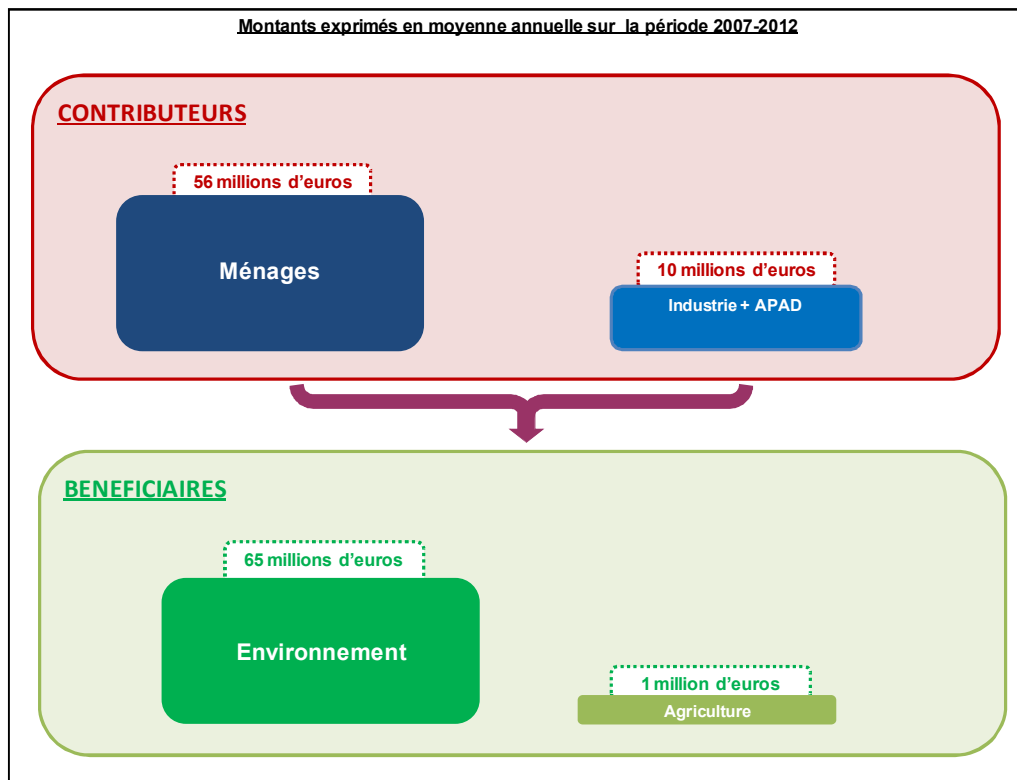 Montants exprimés en moyenne annuelle sur la période 2007-2012
CONTRIBUTEURS
56 millions d'euros
Ménages
10 millions d'euros
Industrie + APAD
BENEFICIAIRES
65 millions d'euros
Environnement
1 million d'euros
Agriculture